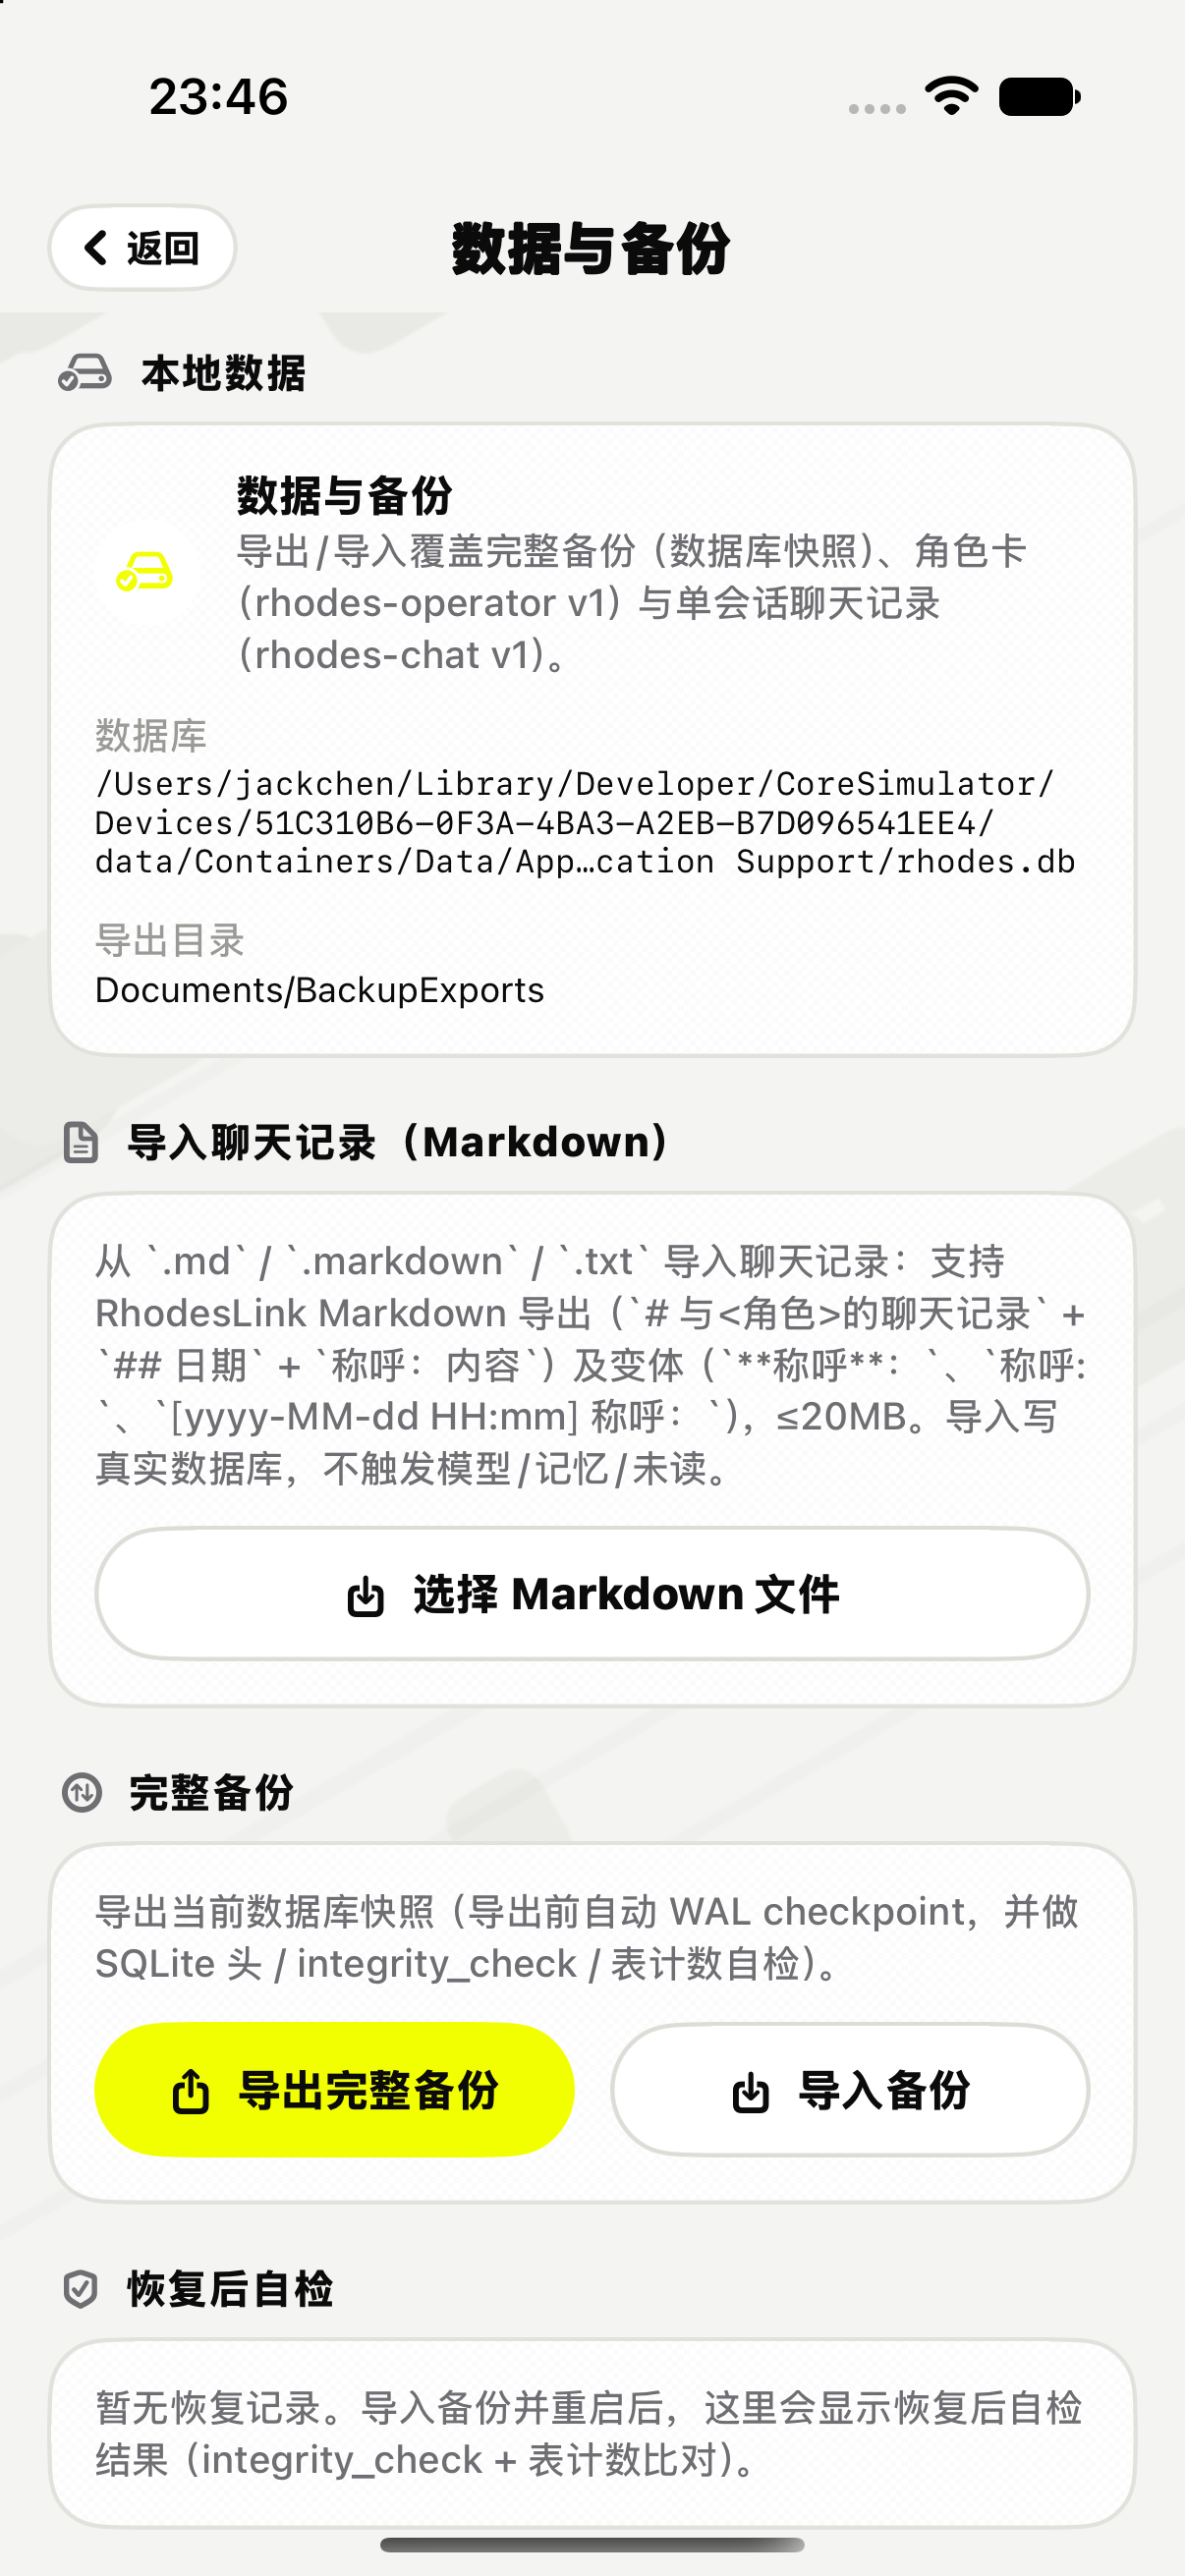 23:46
返回
数据与备份
本地数据
数据与备份
导出/导入覆盖完整备份（数据库快照）、角色卡
（rhodes-operator v1）与单会话聊天记录
（rhodes-chat v1）。
数据库
/Users/jackchen/Library/Developer/CoreSimulator/
Devices/51C310B6-0F3A-4BA3-A2EB-B7D096541EE4/
data/Containers/Data/App…cation Support/rhodes.db
导出目录
Documents/BackupExports
导入聊天记录（Markdown）
从 `.md` / `.markdown` / `.txt` 导入聊天记录：支持
RhodesLink Markdown 导出（`# 与<角色>的聊天记录` +
`## 日期` + `称呼：内容`）及变体（`**称呼**：`、`称呼:
`、`[yyyy-MM-dd HH:mm] 称呼：`），≤20MB。导入写
真实数据库，不触发模型/记忆/未读。
选择 Markdown 文件
完整备份
导出当前数据库快照（导出前自动 WAL checkpoint，并做
SQLite 头 / integrity_check / 表计数自检）。
导出完整备份
导入备份
恢复后自检
暂无恢复记录。导入备份并重启后，这里会显示恢复后自检
结果（integrity_check + 表计数比对）。